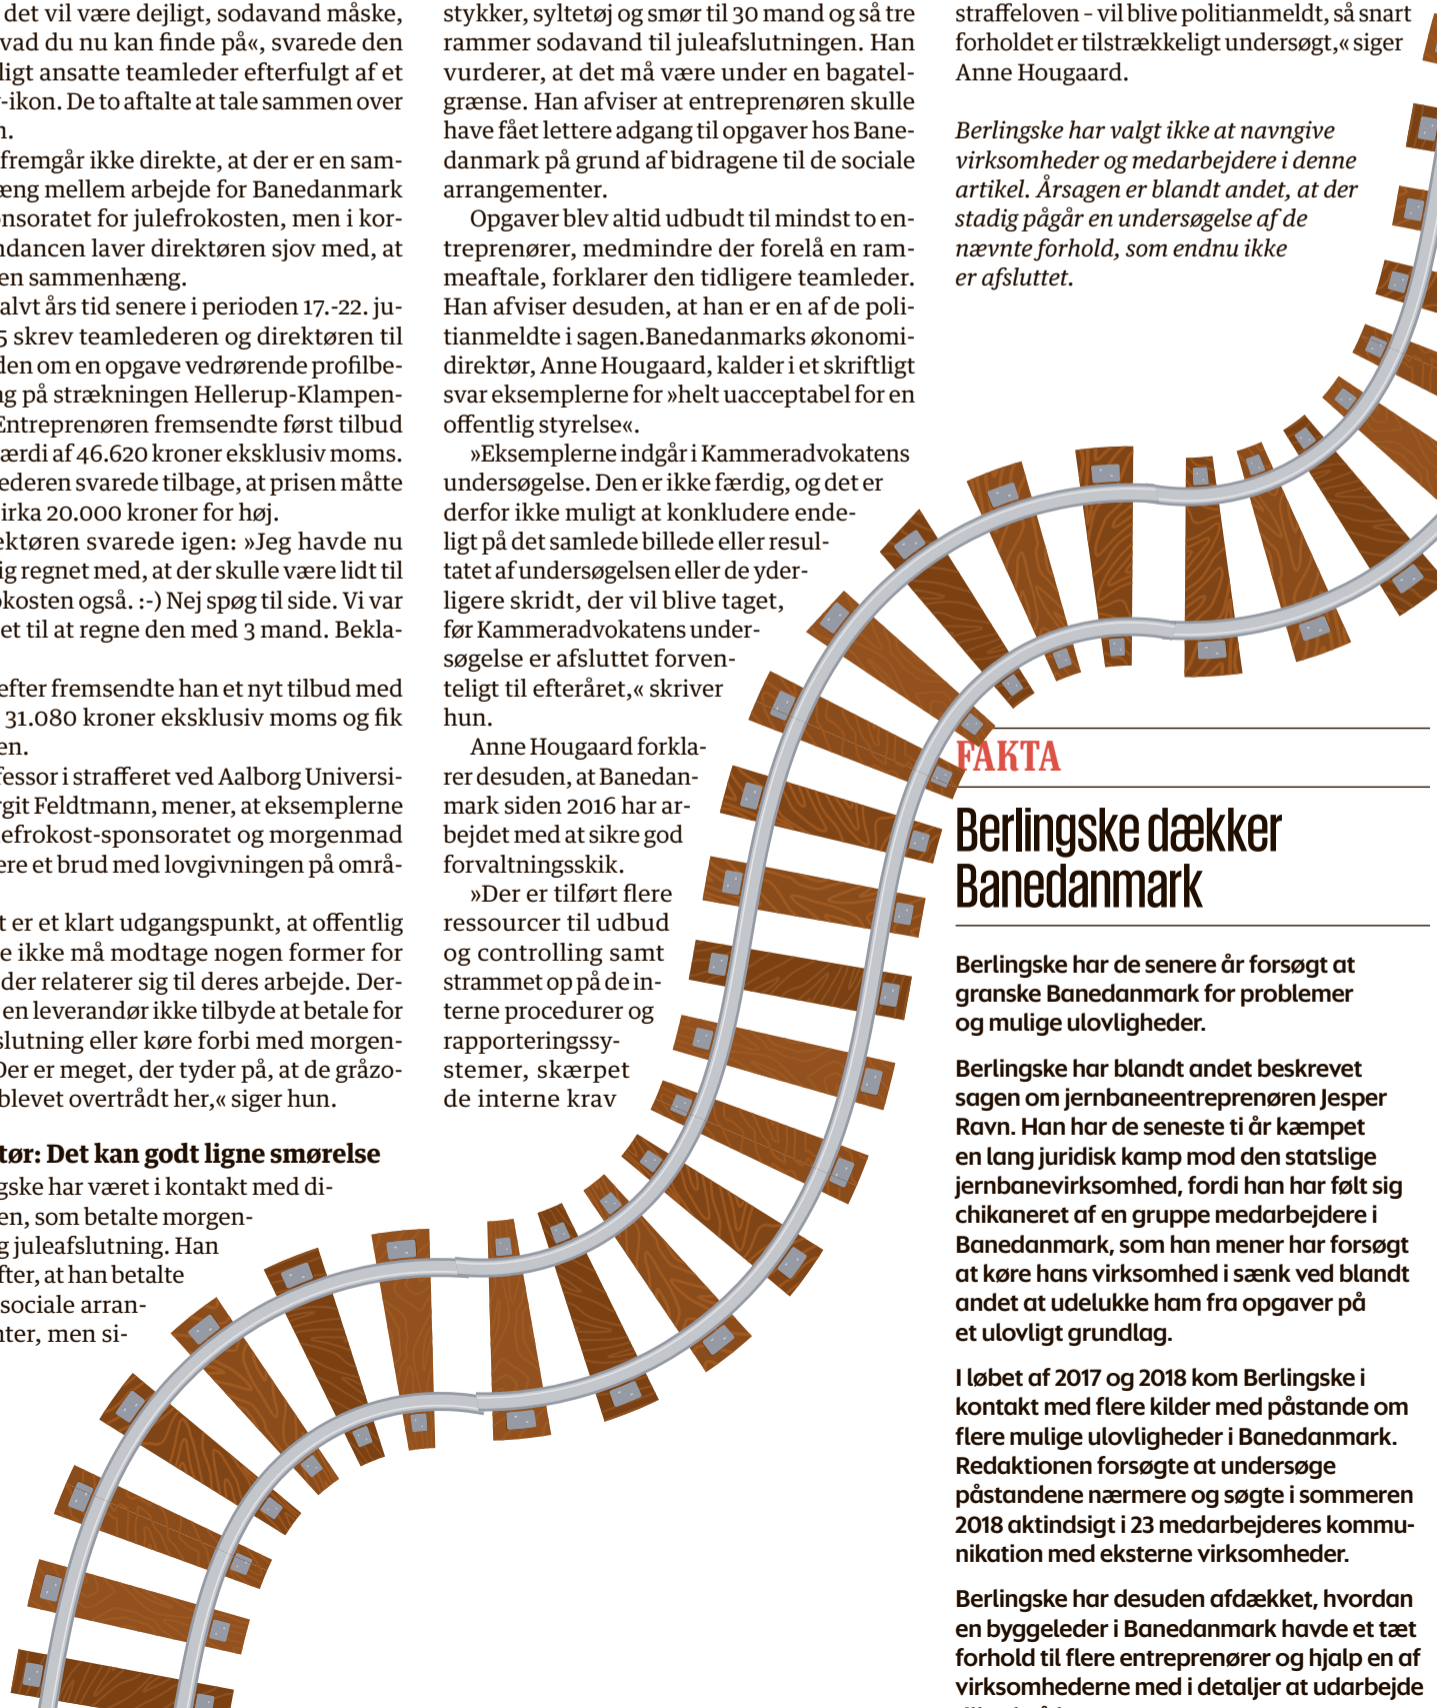 det vil være dejligt, sodavand måske,
vad du nu kan finde på«, svarede den
ligt ansatte teamleder efterfulgt af et
-ikon. De to aftalte at tale sammen over
n.
fremgår ikke direkte, at der er en sam-
æng mellem arbejde for Banedanmark
onsoratet for julefrokosten, men i kor-
ndancen laver direktøren sjov med, at
en sammenhæng.
alvt års tid senere i perioden 17.-22. ju-
5 skrev teamlederen og direktøren til
den om en opgave vedrørende profilbe-
ng på strækningen Hellerup-Klampen-
Entreprenøren fremsendte først tilbud
ærdi af 46.620 kroner eksklusiv moms.
ederen svarede tilbage, at prisen måtte
irka 20.000 kroner for høj.
ektøren svarede igen: »Jeg havde nu
ig regnet med, at der skulle være lidt til
okosten også. :-) Nej spøg til side. Vi var
et til at regne den med 3 mand. Bekla-
efter fremsendte han et nyt tilbud med
31.080 kroner eksklusiv moms og fik
en.
fessor i strafferet ved Aalborg Universi-
rgit Feldtmann, mener, at eksemplerne
lefrokost-sponsoratet og morgenmad
ere et brud med lovgivningen på områ-
t er et klart udgangspunkt, at offentlig
e ikke må modtage nogen former for
der relaterer sig til deres arbejde. Der-
en leverandør ikke tilbyde at betale for
slutning eller køre forbi med morgen-
Der er meget, der tyder på, at de gråzo-
blevet overtrådt her,« siger hun.
tør: Det kan godt ligne smørelse
gske har været i kontakt med di-
en, som betalte morgen-
g juleafslutning. Han
fter, at han betalte
sociale arran-
nter, men si-
stykker, syltetøj og smør til 30 mand og så tre
rammer sodavand til juleafslutningen. Han
vurderer, at det må være under en bagatel-
grænse. Han afviser at entreprenøren skulle
have fået lettere adgang til opgaver hos Bane-
danmark på grund af bidragene til de sociale
arrangementer.
Opgaver blev altid udbudt til mindst to en-
treprenører, medmindre der forelå en ram-
meaftale, forklarer den tidligere teamleder.
Han afviser desuden, at han er en af de poli-
tianmeldte i sagen.Banedanmarks økonomi-
direktør, Anne Hougaard, kalder i et skriftligt
svar eksemplerne for »helt uacceptabel for en
offentlig styrelse«.
»Eksemplerne indgår i Kammeradvokatens
undersøgelse. Den er ikke færdig, og det er
derfor ikke muligt at konkludere ende-
ligt på det samlede billede eller resul-
tatet af undersøgelsen eller de yder-
ligere skridt, der vil blive taget,
før Kammeradvokatens under-
søgelse er afsluttet forven-
teligt til efteråret,« skriver
hun.
Anne Hougaard forkla-
rer desuden, at Banedan-
mark siden 2016 har ar-
bejdet med at sikre god
forvaltningsskik.
»Der er tilført flere
ressourcer til udbud
og controlling samt
strammet op på de in-
terne procedurer og
rapporteringssy-
stemer, skærpet
de interne krav
straffeloven – vil blive politianmeldt, så snart
forholdet er tilstrækkeligt undersøgt,« siger
Anne Hougaard.
Berlingske har valgt ikke at navngive
virksomheder og medarbejdere i denne
artikel. Årsagen er blandt andet, at der
stadig pågår en undersøgelse af de
nævnte forhold, som endnu ikke
er afsluttet.
FAKTA
Berlingske dækker
Banedanmark
Berlingske har de senere år forsøgt at
granske Banedanmark for problemer
og mulige ulovligheder.
Berlingske har blandt andet beskrevet
sagen om jernbaneentreprenøren Jesper
Ravn. Han har de seneste ti år kæmpet
en lang juridisk kamp mod den statslige
jernbanevirksomhed, fordi han har følt sig
chikaneret af en gruppe medarbejdere i
Banedanmark, som han mener har forsøgt
at køre hans virksomhed i sænk ved blandt
andet at udelukke ham fra opgaver på
et ulovligt grundlag.
I løbet af 2017 og 2018 kom Berlingske i
kontakt med flere kilder med påstande om
flere mulige ulovligheder i Banedanmark.
Redaktionen forsøgte at undersøge
påstandene nærmere og søgte i sommeren
2018 aktindsigt i 23 medarbejderes kommu-
nikation med eksterne virksomheder.
Berlingske har desuden afdækket, hvordan
en byggeleder i Banedanmark havde et tæt
forhold til flere entreprenører og hjalp en af
virksomhederne med i detaljer at udarbejde